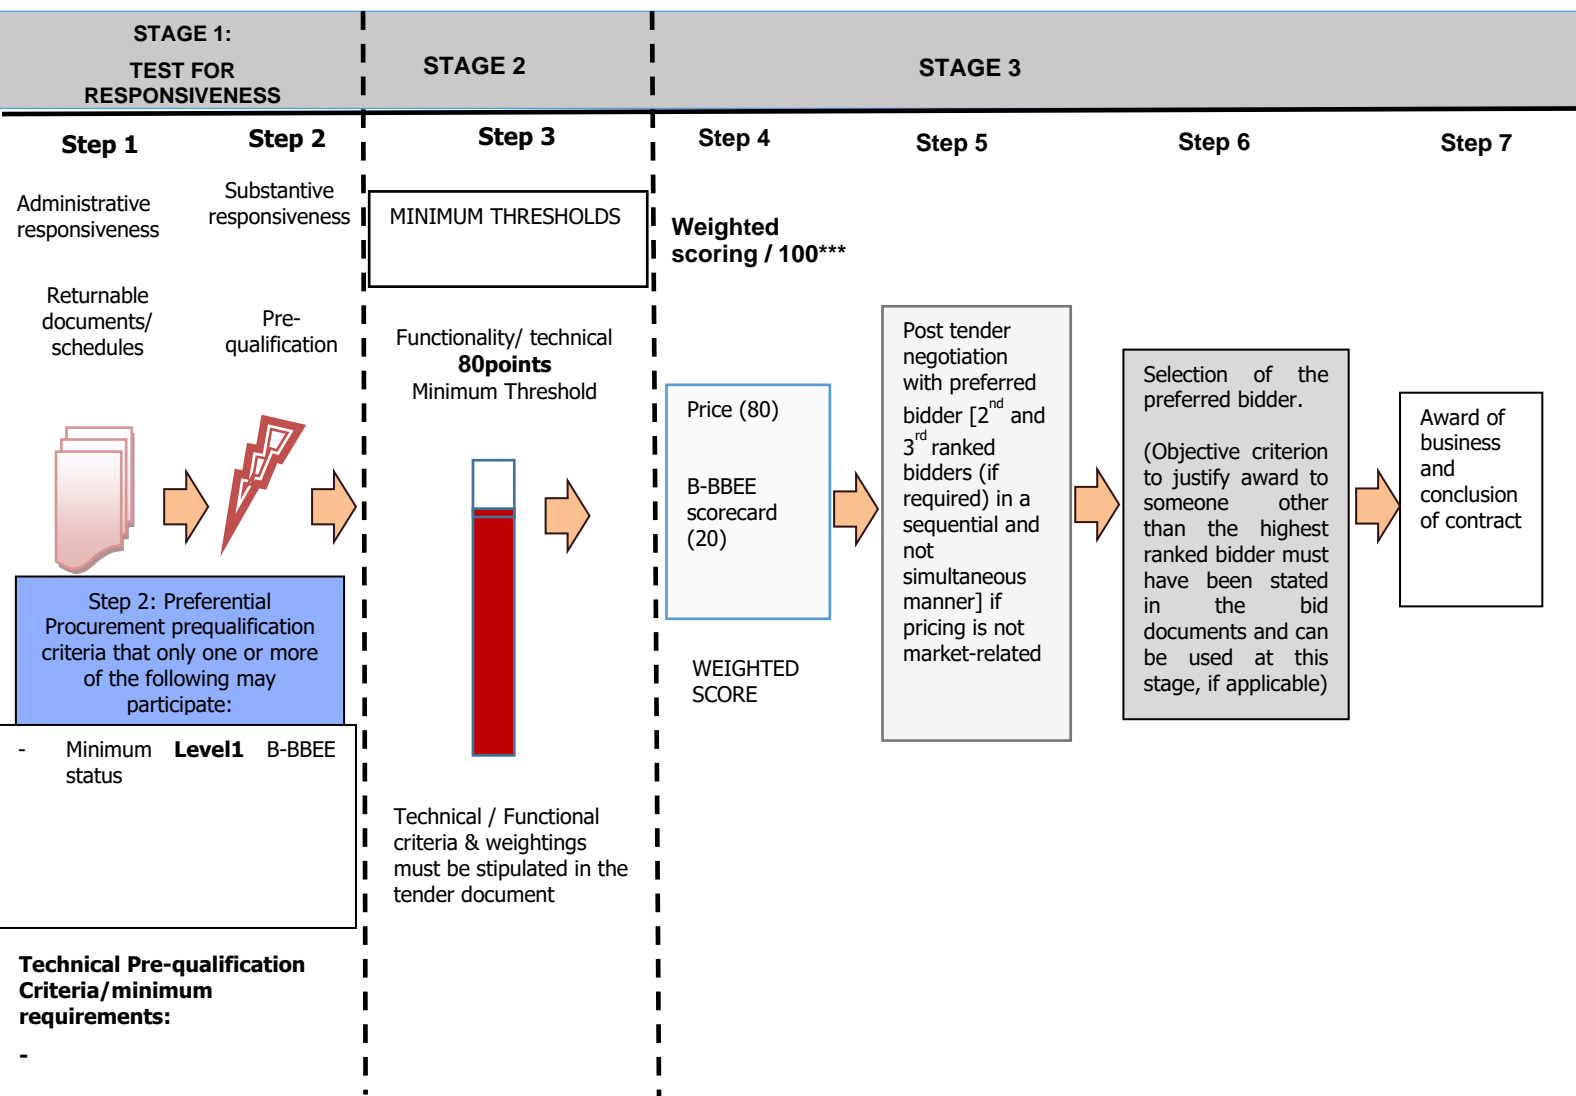 STAGE 1:
TEST FOR
RESPONSIVENESS
STAGE 2
STAGE 3
Step 1
Step 2
Step 3
Step 4
Step 5
Step 6
Step 7
Administrative
responsiveness
Substantive
responsiveness
Returnable
documents/
schedules
Pre-
qualification
Step 2: Preferential
Procurement prequalification
criteria that only one or more
of the following may
participate:
- Minimum Level1 B-BBEE
status
Technical Pre-qualification
Criteria/minimum
requirements:
-
MINIMUM THRESHOLDS
Functionality/ technical
80points
Minimum Threshold
Technical / Functional
criteria & weightings
must be stipulated in the
tender document
Weighted
scoring / 100***
Price (80)
B-BBEE
scorecard
(20)
WEIGHTED
SCORE
Post tender
negotiation
with preferred
bidder [2nd and
3rd ranked
bidders (if
required) in a
sequential and
not
simultaneous
manner] if
pricing is not
market-related
Selection of the
preferred bidder.
(Objective criterion
to justify award to
someone other
than the highest
ranked bidder must
have been stated
in the bid
documents and can
be used at this
stage, if applicable)
Award of
business
and
conclusion
of contract